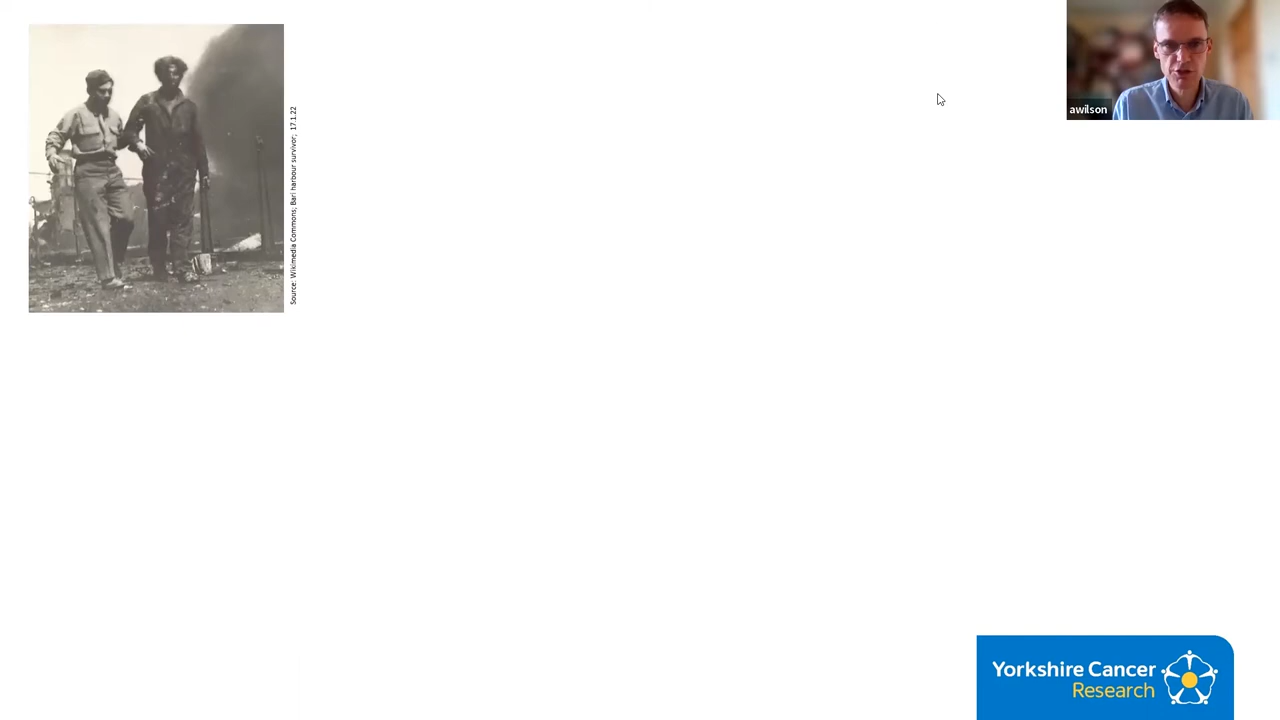 Source: Wikimedia Commons; Bari harbour survivor; 17.1.22
awilson
Yorkshire Cancer
Research